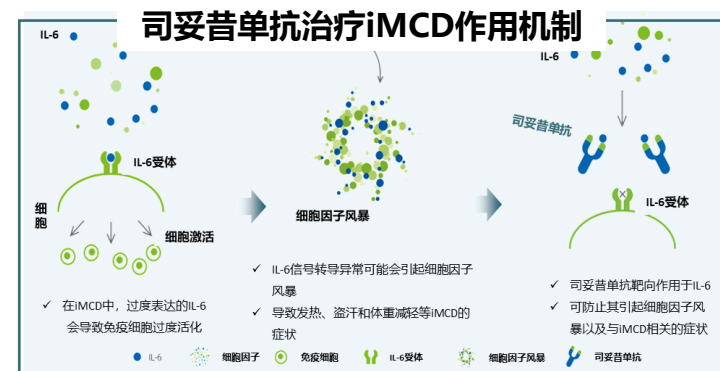 司妥昔单抗治疗iMCD作用机制
IL-6
IL-6受体
细胞
细胞激活
✓ 在iMCD中，过度表达的IL-6
会导致免疫细胞过度活化
细胞因子风暴
✓ IL-6信号转导异常可能会引起细胞因子
风暴
✓ 导致发热、盗汗和体重减轻等iMCD的
症状
IL-6
司妥昔单抗
IL-6受体
✓ 司妥昔单抗靶向作用于IL-6
✓ 可防止其引起细胞因子风
暴以及与iMCD相关的症状
IL-6 细胞因子 免疫细胞 IL-6受体 细胞因子风暴 司妥昔单抗